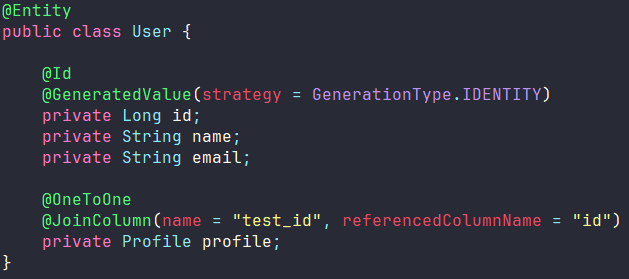 @Entity
public class User {
@Id
@GeneratedValue(strategy = GenerationType.IDENTITY)
private Long id;
private String name;
private String email;
@OneToOne
@JoinColumn(name = "test_id", referencedColumnName = "id")
private Profile profile;
}